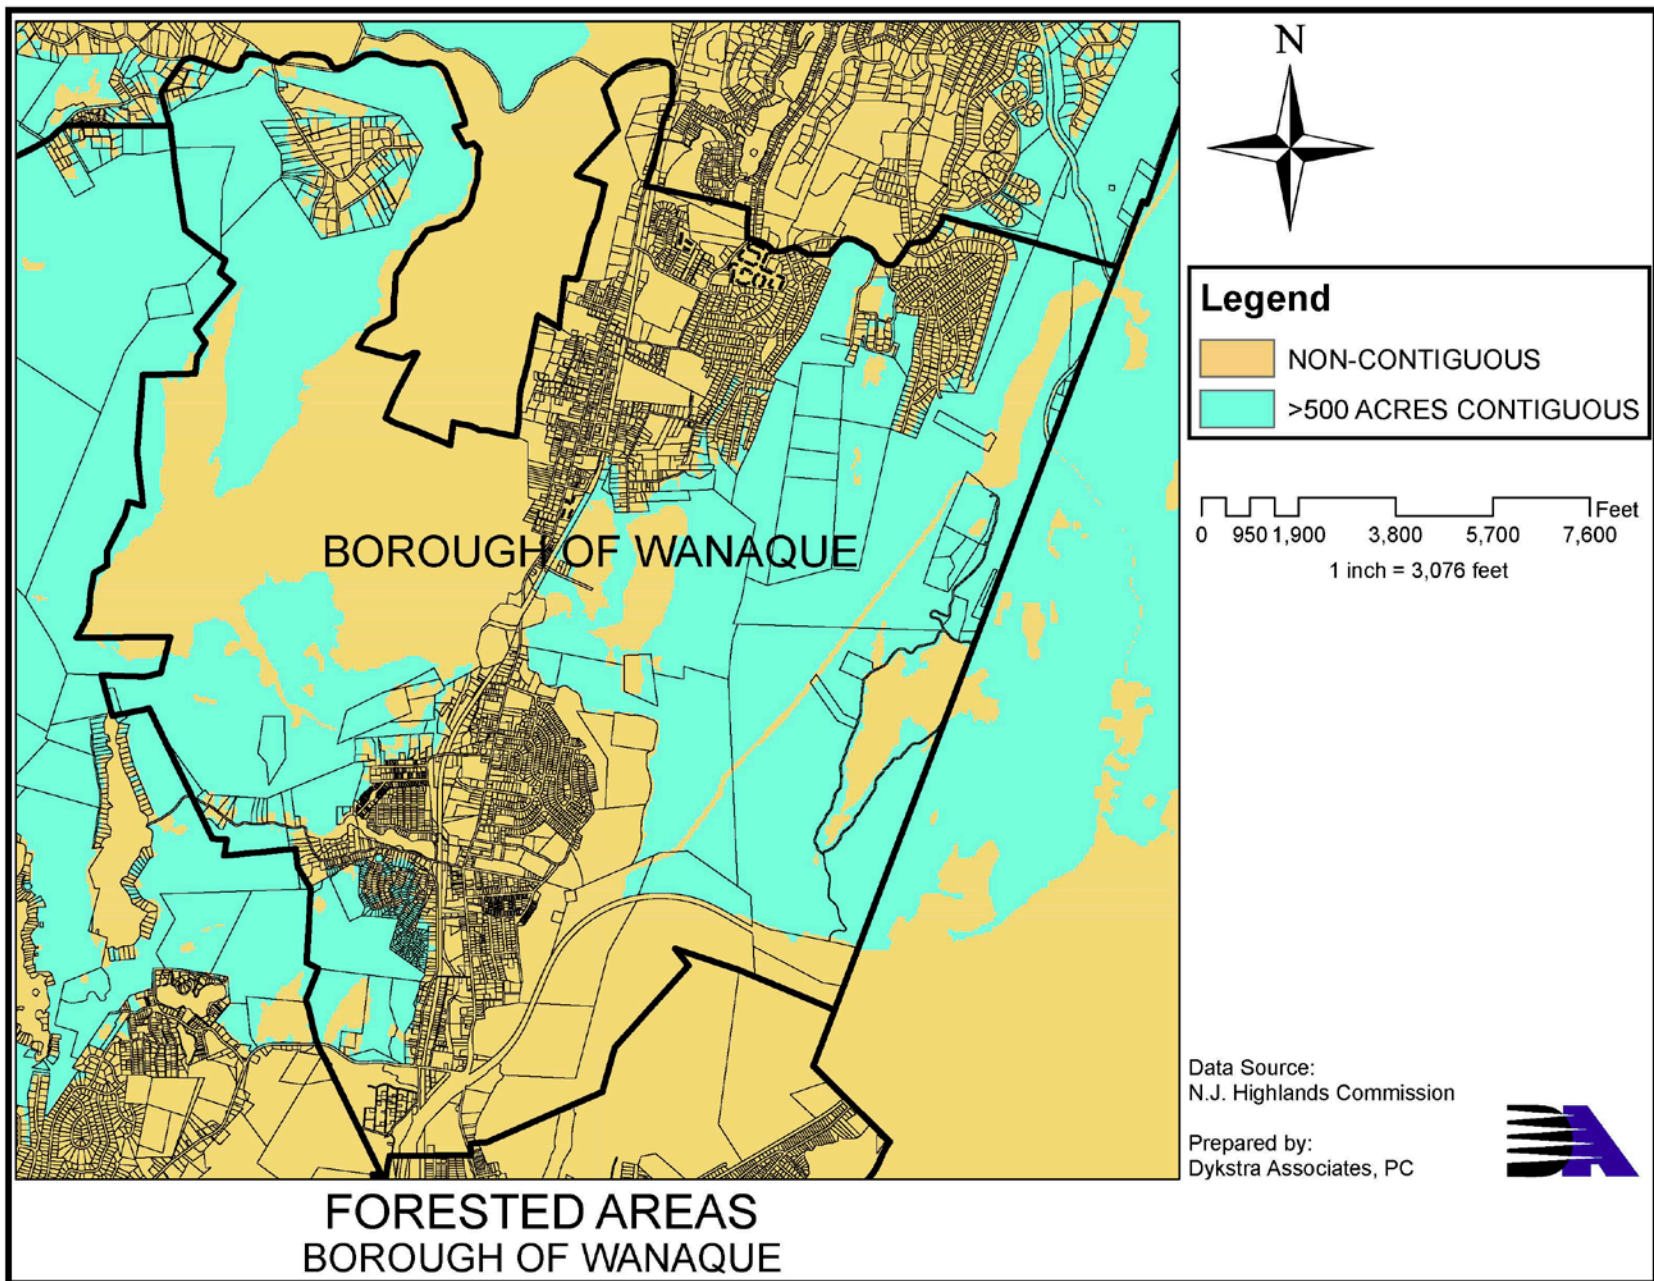 BOROUGH OF WANAQUE
N
Legend
NON-CONTIGUOUS
>500 ACRES CONTIGUOUS
Feet
0 950 1,900 3,800 5,700 7,600
1 inch = 3,076 feet
Data Source:
N.J. Highlands Commission
Prepared by:
Dykstra Associates, PC
DA
FORESTED AREAS
BOROUGH OF WANAQUE